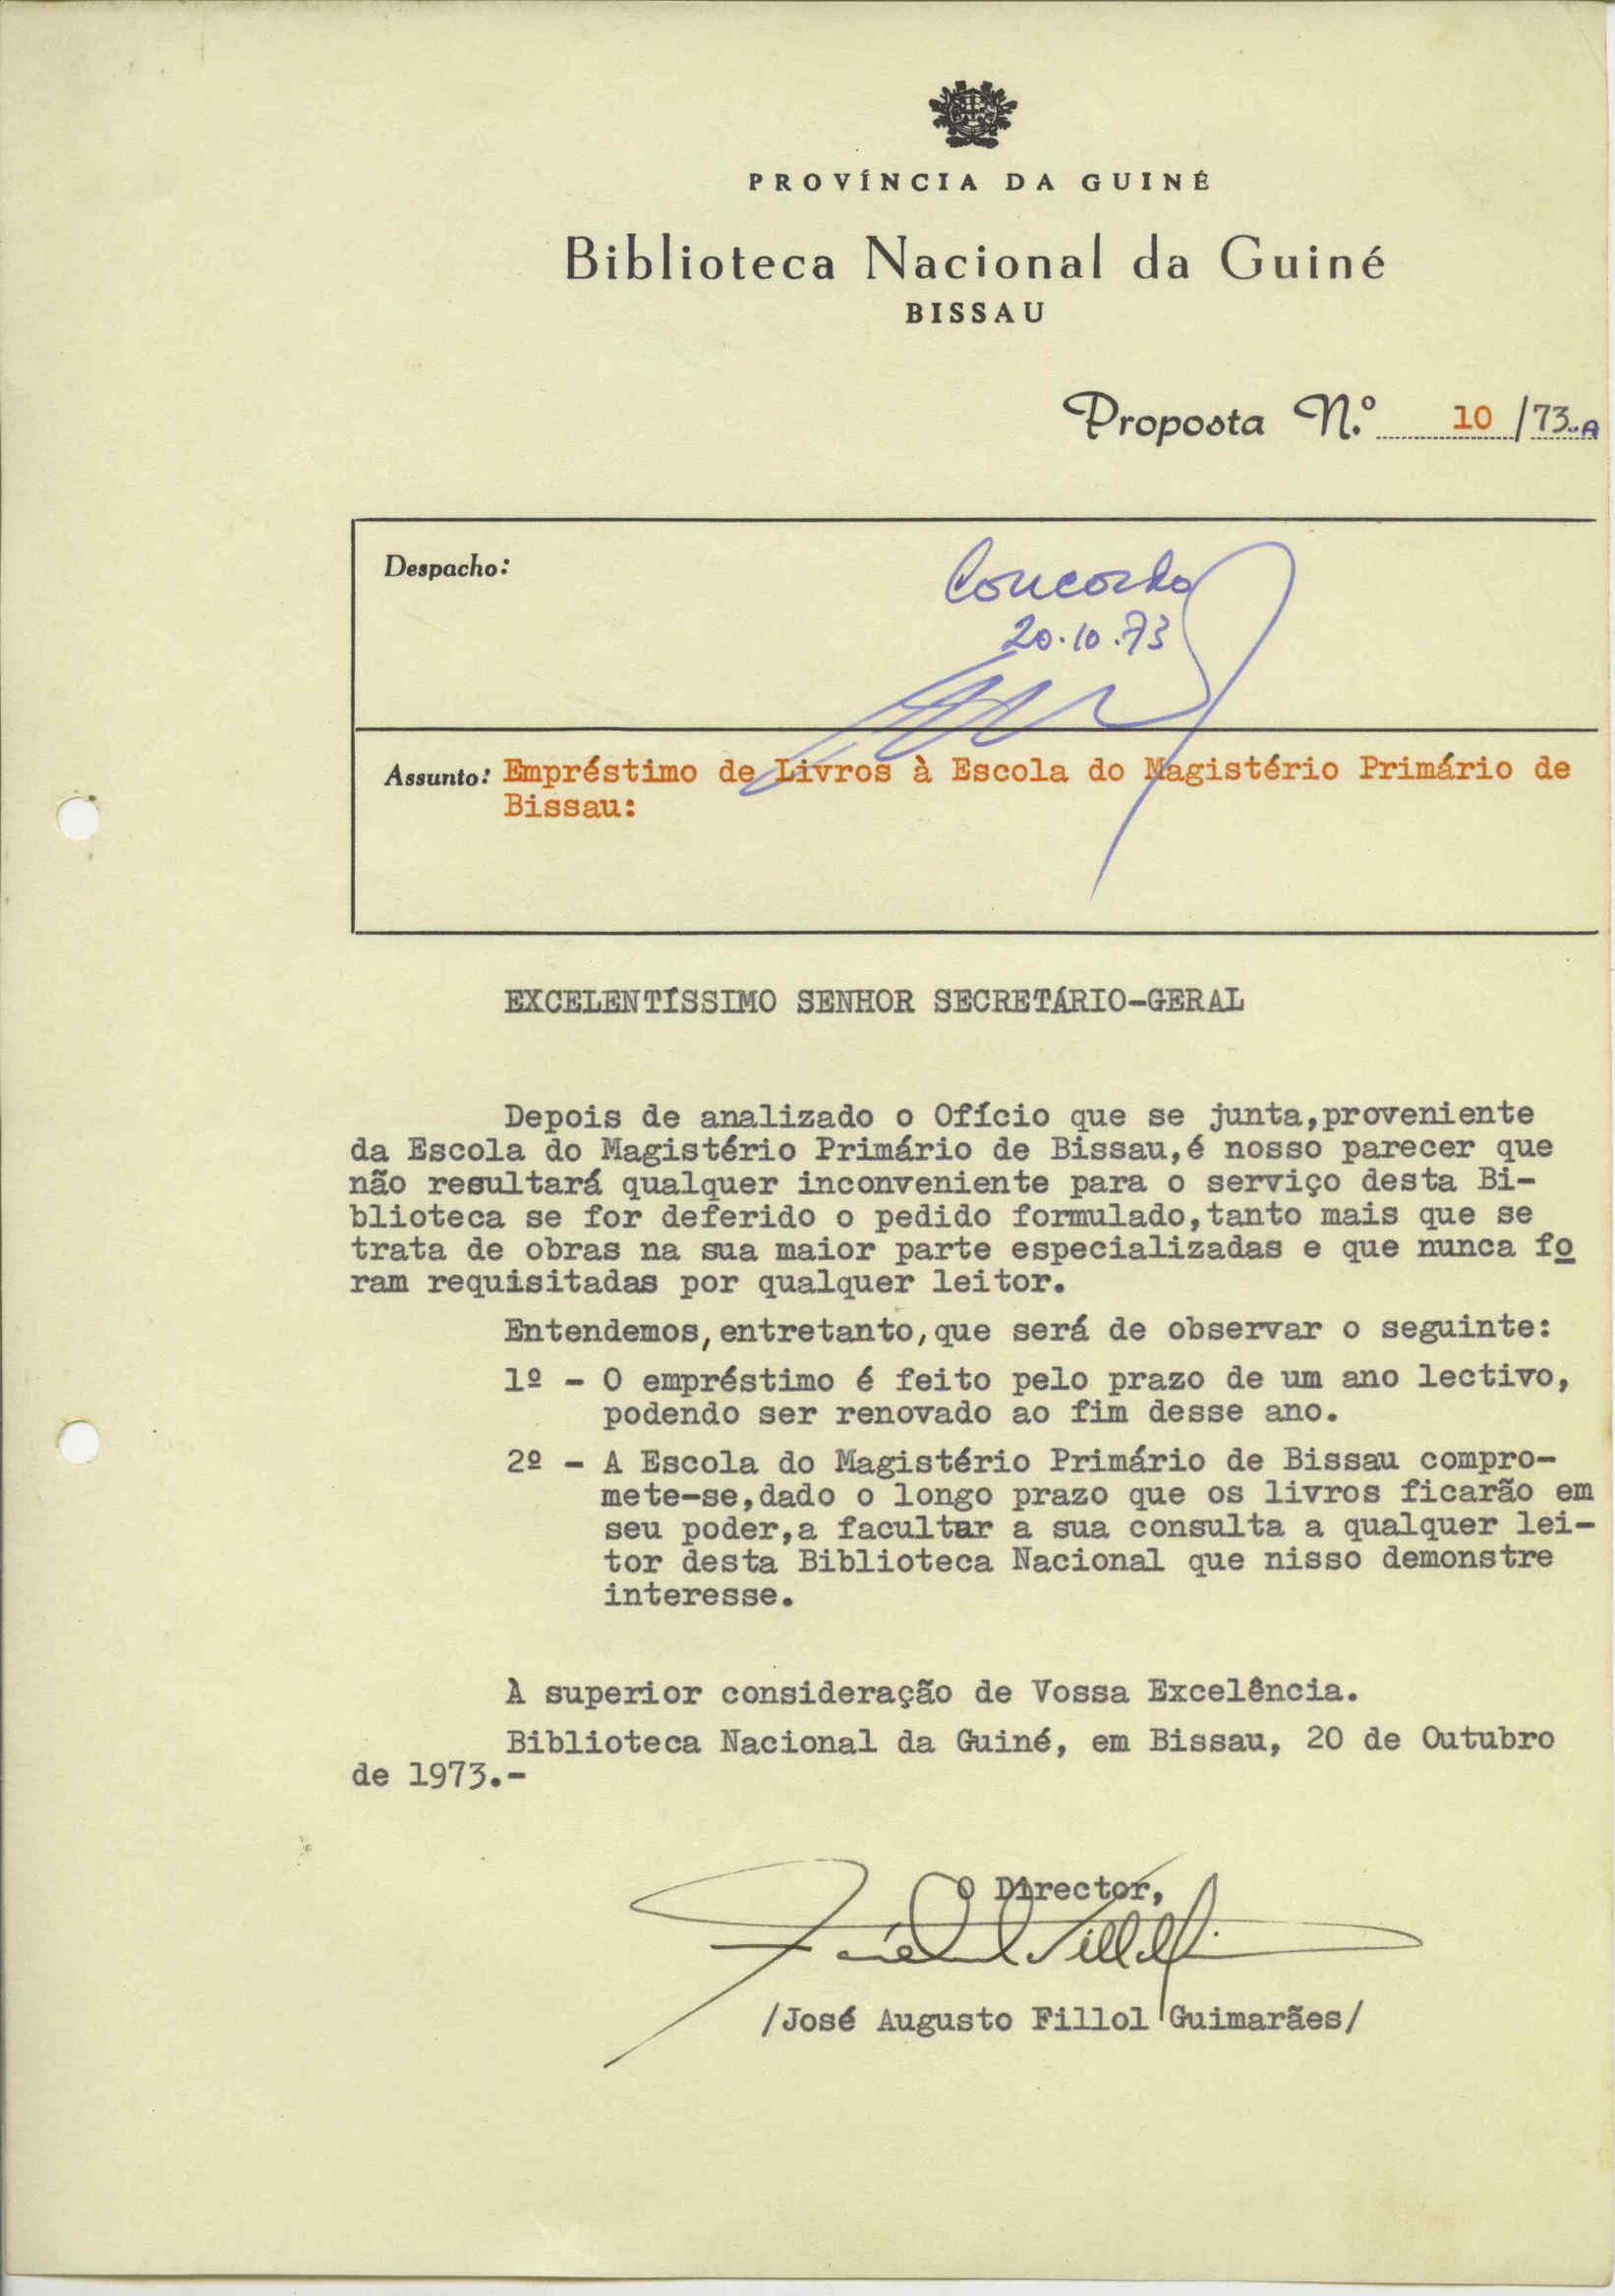 PROVÍNCIA DA GUINÉ
Biblioteca Nacional da Guiné
BISSAU
Proposta N.º 10 /73-A
Despacho:
Concordo
20.10.73
Assunto: Empréstimo de Livros à Escola do Magistério Primário de
Bissau:
EXCELENTÍSSIMO SENHOR SECRETÁRIO-GERAL
Depois de analizado o Ofício que se junta,proveniente
da Escola do Magistério Primário de Bissau,é nosso parecer que
não resultará qualquer inconveniente para o serviço desta Bi-
blioteca se for deferido o pedido formulado,tanto mais que se
trata de obras na sua maior parte especializadas e que nunca fo
ram requisitadas por qualquer leitor.
Entendemos,entretanto,que será de observar o seguinte:
1º - O empréstimo é feito pelo prazo de um ano lectivo,
podendo ser renovado ao fim desse ano.
2º - A Escola do Magistério Primário de Bissau compro-
mete-se,dado o longo prazo que os livros ficarão em
seu poder,a facultar a sua consulta a qualquer lei-
tor desta Biblioteca Nacional que nisso demonstre
interesse.
À superior consideração de Vossa Excelência.
Biblioteca Nacional da Guiné, em Bissau, 20 de Outubro
de 1973.-
O Director,
/José Augusto Fillol Guimarães/